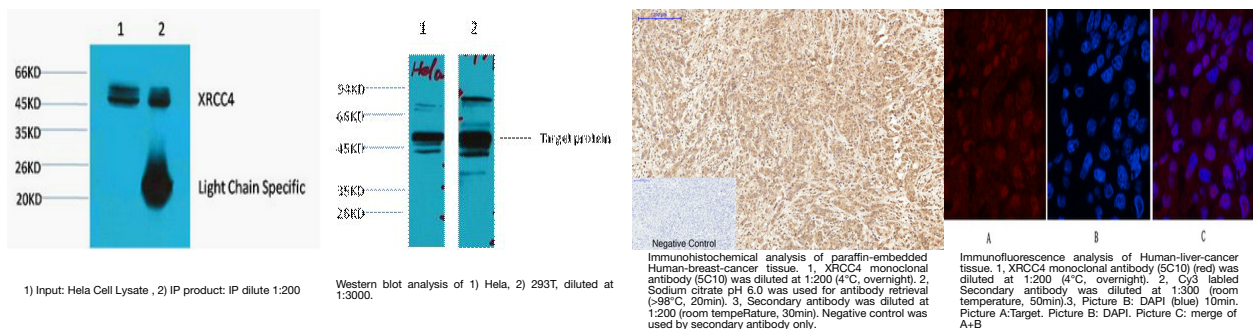 1 2
66KD
45KD
35KD
26KD
20KD
XRCC4
Light Chain Specific
1) Input: Hela Cell Lysate , 2) IP product: IP dilute 1:200
1 2
Hela
94KD
66KD
45KD
35KD
26KD
Target protein
Western blot analysis of 1) Hela, 2) 293T, diluted at
1:3000.
Negative Control
Immunohistochemical analysis of paraffin-embedded
Human-breast-cancer tissue. 1, XRCC4 monoclonal
antibody (5C10) was diluted at 1:200 (4°C, overnight). 2,
Sodium citrate pH 6.0 was used for antibody retrieval
(>98°C, 20min). 3, Secondary antibody was diluted at
1:200 (room tempeRature, 30min). Negative control was
used by secondary antibody only.
A B C
Immunofluorescence analysis of Human-liver-cancer
tissue. 1, XRCC4 monoclonal antibody (5C10) (red) was
diluted at 1:200 (4°C, overnight). 2, Cy3 labled
Secondary antibody was diluted at 1:300 (room
temperature, 50min).3, Picture B: DAPI (blue) 10min.
Picture A:Target. Picture B: DAPI. Picture C: merge of
A+B